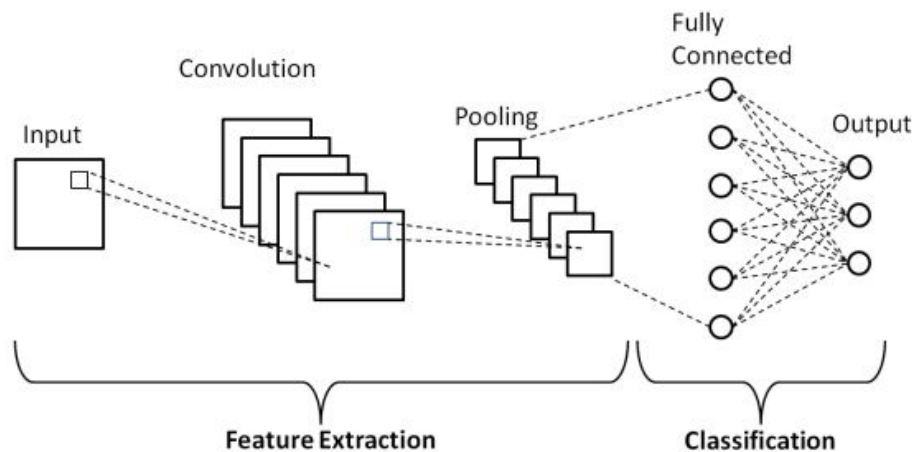 Input
Convolution
Pooling
Fully
Connected
Output
Feature Extraction
Classification